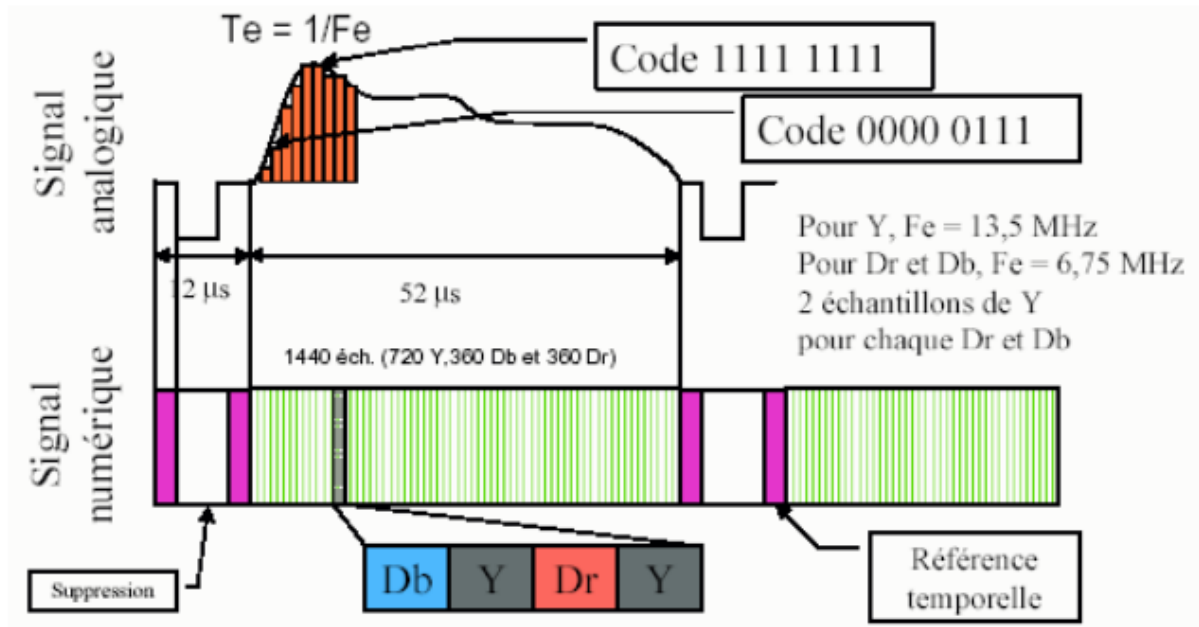 Te = 1/Fe
Code 1111 1111
Code 0000 0111
Signal
analogique
Pour Y, Fe = 13,5 MHz
Pour Dr et Db, Fe = 6,75 MHz
2 échantillons de Y
pour chaque Dr et Db
12 µs
52 µs
1440 éch. (720 Y,360 Db et 360 Dr)
Signal
numérique
Db Y Dr Y
Suppression
Référence
temporelle